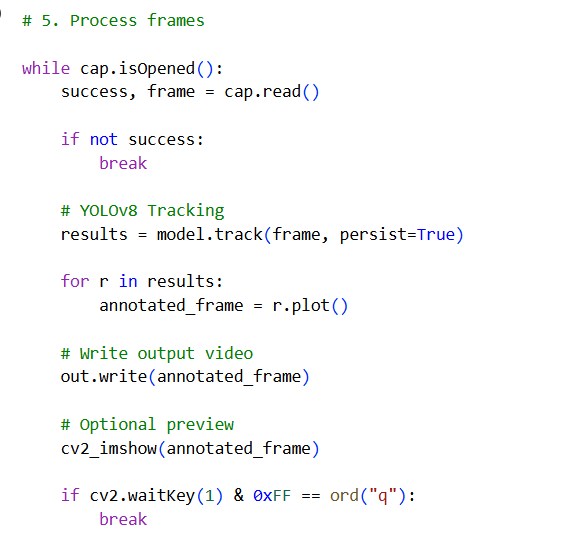 # 5. Process frames
while cap.isOpened():
    success, frame = cap.read()
    if not success:
        break
    # YOLOv8 Tracking
    results = model.track(frame, persist=True)
    for r in results:
        annotated_frame = r.plot()
    # Write output video
    out.write(annotated_frame)
    # Optional preview
    cv2_imshow(annotated_frame)
    if cv2.waitKey(1) & 0xFF == ord("q"):
        break